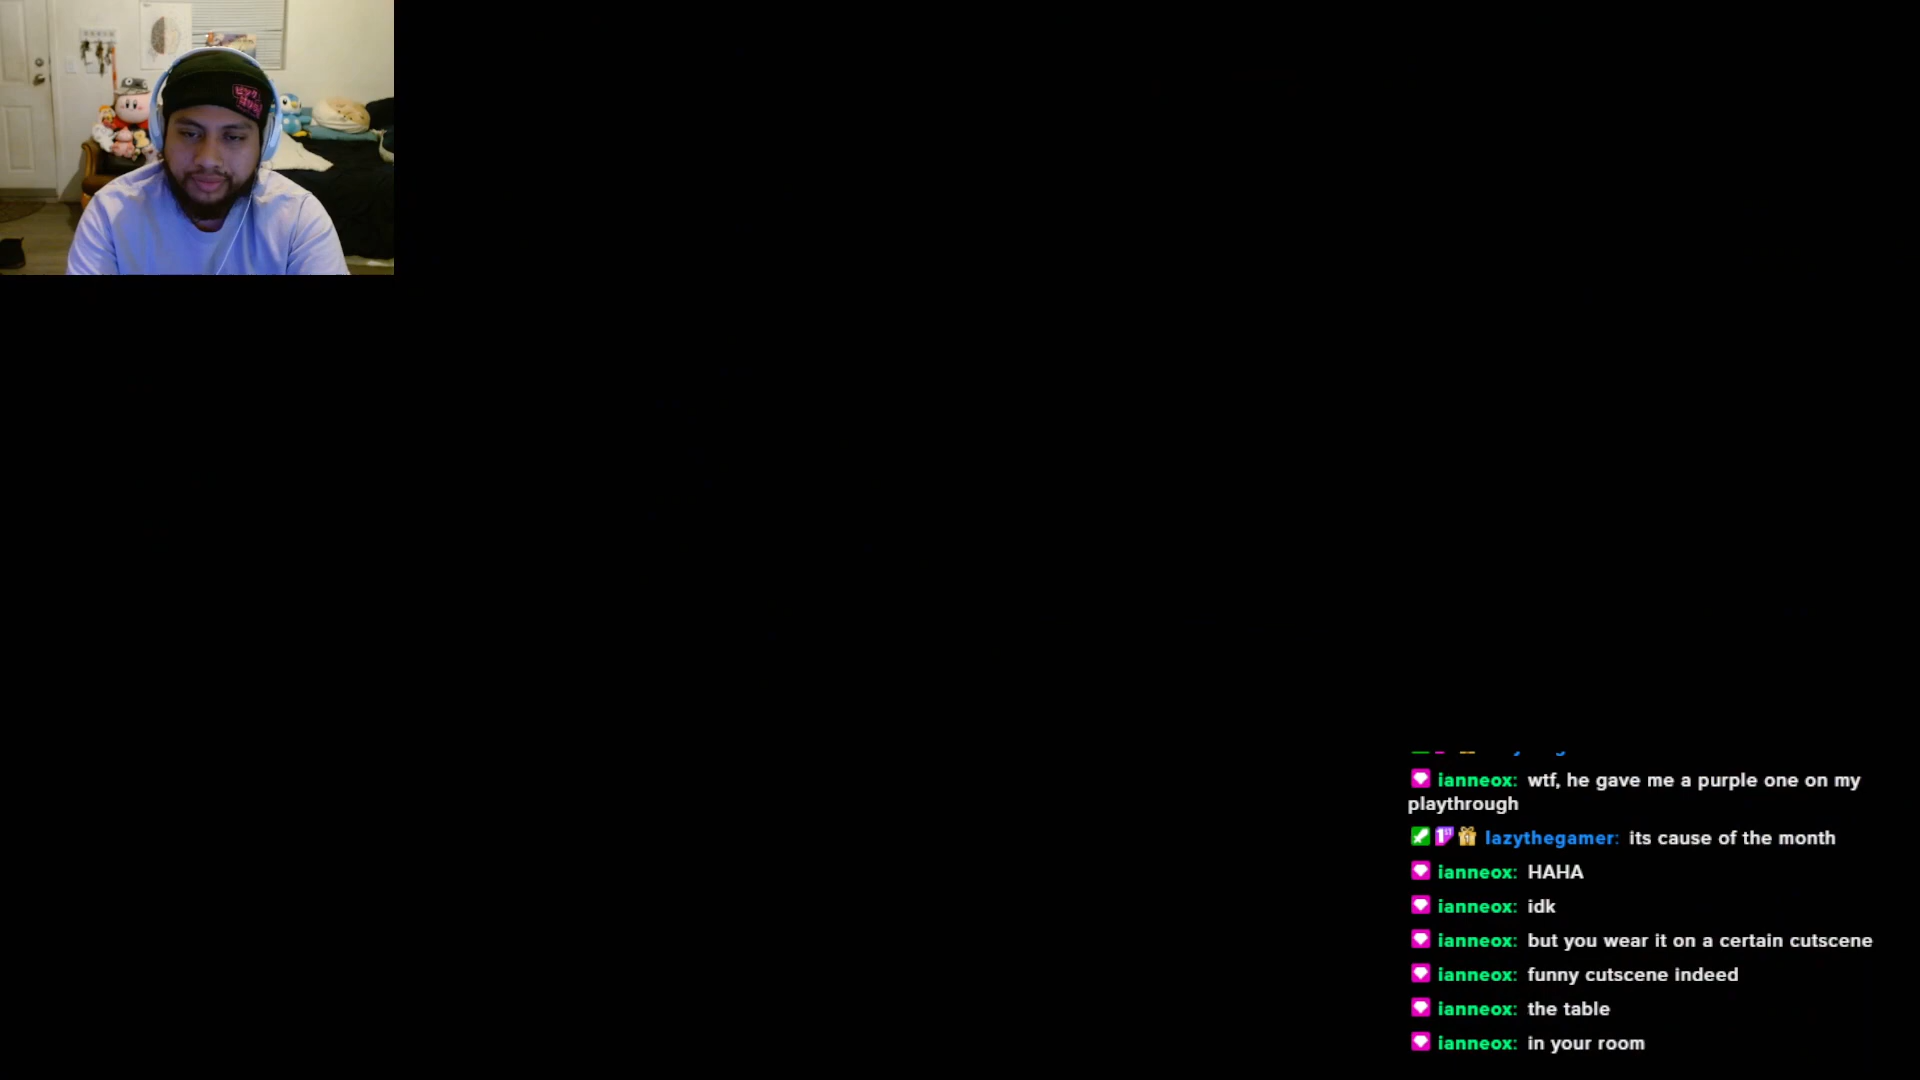 ianneox: wtf, he gave me a purple one on my
playthrough
lazythegamer: its cause of the month
ianneox: HAHA
ianneox: idk
ianneox: but you wear it on a certain cutscene
ianneox: funny cutscene indeed
ianneox: the table
ianneox: in your room